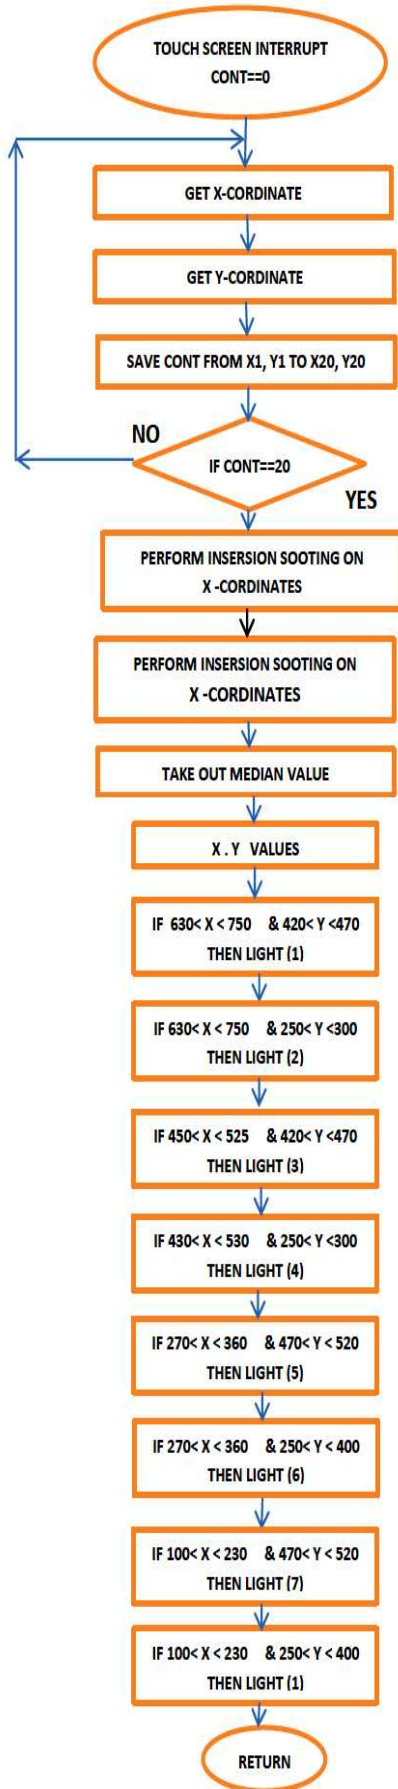 TOUCH SCREEN INTERRUPT
CONT==0
GET X-CORDINATE
GET Y-CORDINATE
SAVE CONT FROM X1, Y1 TO X20, Y20
NO
IF CONT==20
YES
PERFORM INSERSION SOOTING ON
X -CORDINATES
PERFORM INSERSION SOOTING ON
X -CORDINATES
TAKE OUT MEDIAN VALUE
X . Y VALUES
IF 630< X < 750 & 420< Y <470
THEN LIGHT (1)
IF 630< X < 750 & 250< Y <300
THEN LIGHT (2)
IF 450< X < 525 & 420< Y <470
THEN LIGHT (3)
IF 430< X < 530 & 250< Y <300
THEN LIGHT (4)
IF 270< X < 360 & 470< Y < 520
THEN LIGHT (5)
IF 270< X < 360 & 250< Y < 400
THEN LIGHT (6)
IF 100< X < 230 & 470< Y < 520
THEN LIGHT (7)
IF 100< X < 230 & 250< Y < 400
THEN LIGHT (1)
RETURN